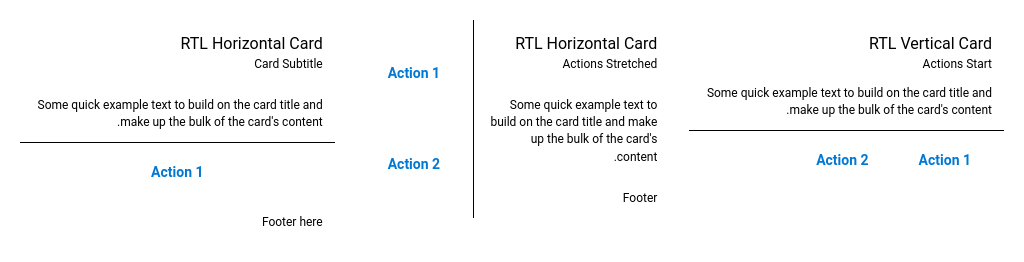 RTL Horizontal Card
Card Subtitle
Some quick example text to build on the card title and
.make up the bulk of the card's content
Action 1
Footer here
Action 1
Action 2
RTL Horizontal Card
Actions Stretched
Some quick example text to
build on the card title and make
up the bulk of the card's
.content
Footer
RTL Vertical Card
Actions Start
Some quick example text to build on the card title and
.make up the bulk of the card's content
Action 2 Action 1